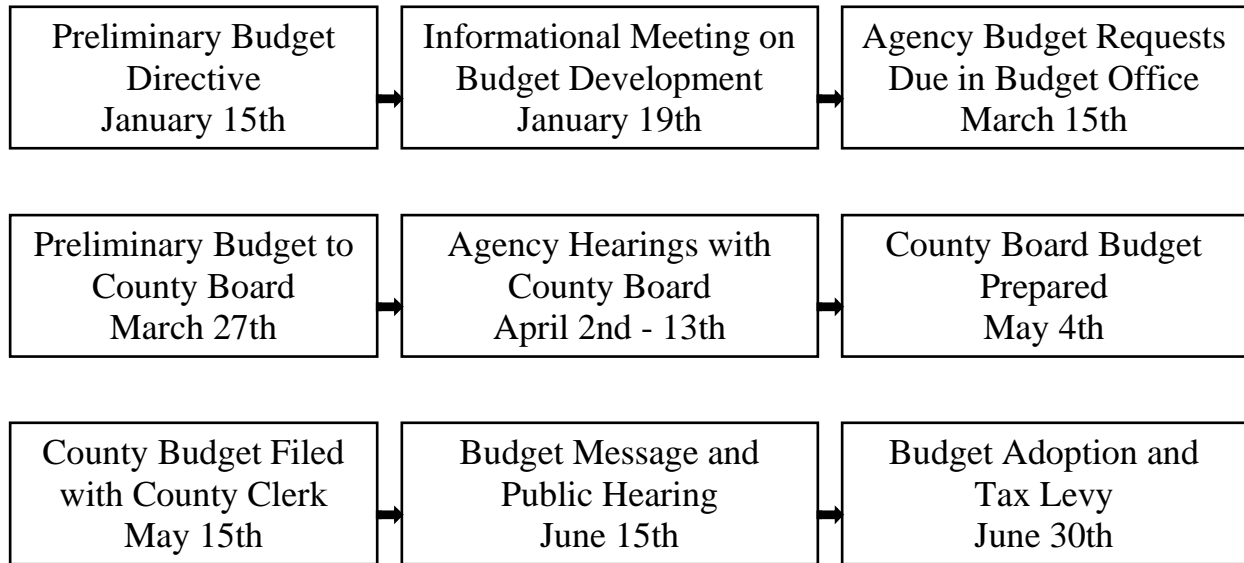 Preliminary Budget
Directive
January 15th
Informational Meeting on
Budget Development
January 19th
Agency Budget Requests
Due in Budget Office
March 15th
Preliminary Budget to
County Board
March 27th
Agency Hearings with
County Board
April 2nd - 13th
County Board Budget
Prepared
May 4th
County Budget Filed
with County Clerk
May 15th
Budget Message and
Public Hearing
June 15th
Budget Adoption and
Tax Levy
June 30th